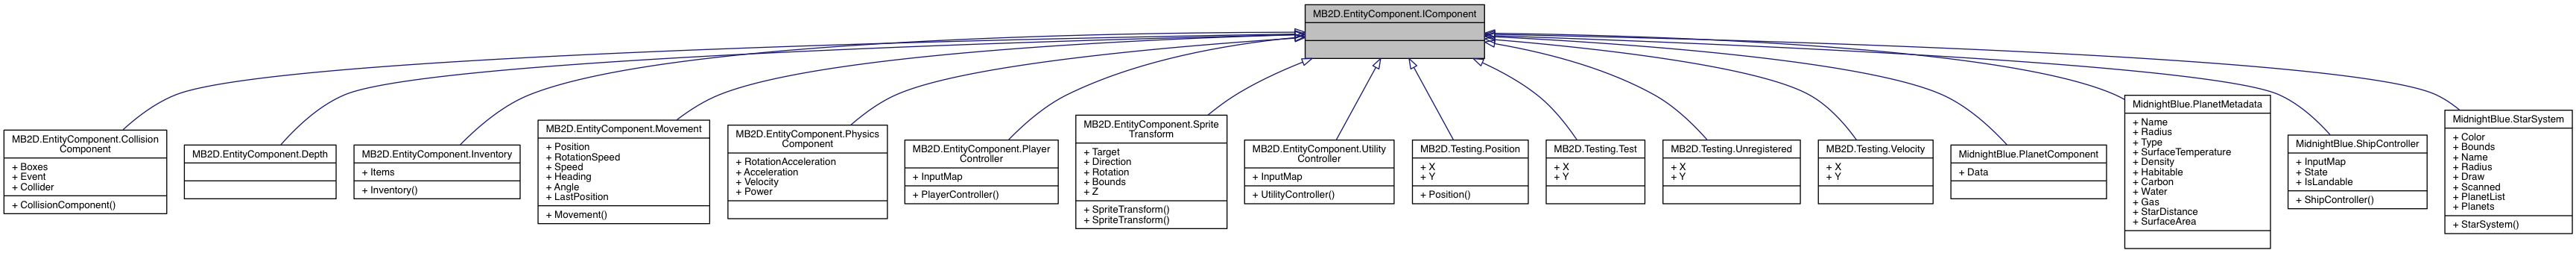 MB2D.EntityComponent.IComponent
MB2D.EntityComponent.Collision
Component
+ Boxes
+ Event
+ Collider
+ CollisionComponent()
MB2D.EntityComponent.Depth
MB2D.EntityComponent.Inventory
+ Items
+ Inventory()
MB2D.EntityComponent.Movement
+ Position
+ RotationSpeed
+ Speed
+ Heading
+ Angle
+ LastPosition
+ Movement()
MB2D.EntityComponent.Physics
Component
+ RotationAcceleration
+ Acceleration
+ Velocity
+ Power
MB2D.EntityComponent.Player
Controller
+ InputMap
+ PlayerController()
MB2D.EntityComponent.Sprite
Transform
+ Target
+ Direction
+ Rotation
+ Bounds
+ Z
+ SpriteTransform()
+ SpriteTransform()
MB2D.EntityComponent.Utility
Controller
+ InputMap
+ UtilityController()
MB2D.Testing.Position
+ X
+ Y
+ Position()
MB2D.Testing.Test
+ X
+ Y
MB2D.Testing.Unregistered
+ X
+ Y
MB2D.Testing.Velocity
+ X
+ Y
MidnightBlue.PlanetComponent
+ Data
MidnightBlue.PlanetMetadata
+ Name
+ Radius
+ Type
+ SurfaceTemperature
+ Density
+ Habitable
+ Carbon
+ Water
+ Gas
+ StarDistance
+ SurfaceArea
MidnightBlue.ShipController
+ InputMap
+ State
+ IsLandable
+ ShipController()
MidnightBlue.StarSystem
+ Color
+ Bounds
+ Name
+ Radius
+ Draw
+ Scanned
+ PlanetList
+ Planets
+ StarSystem()